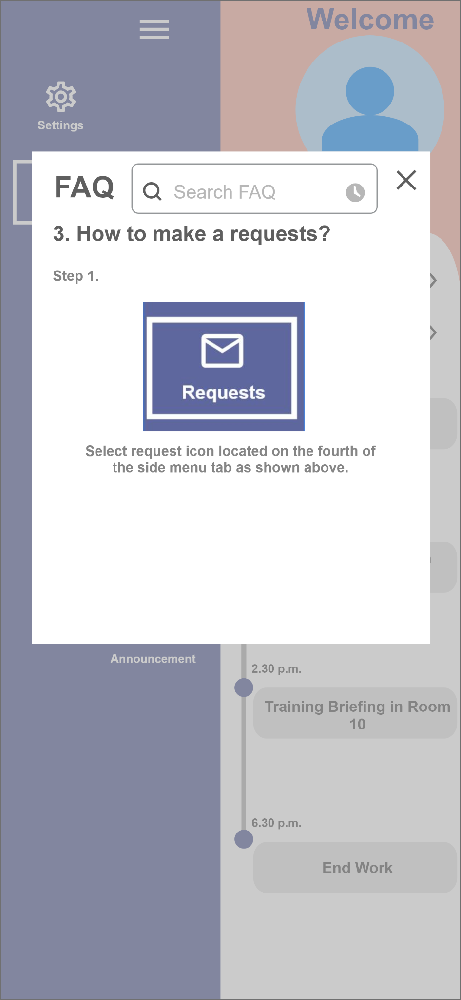 Welcome
Settings
FAQ
Search FAQ
3. How to make a requests?
Step 1.
Requests
Select request icon located on the fourth of
the side menu tab as shown above.
Announcement
2.30 p.m.
Training Briefing in Room
10
6.30 p.m.
End Work